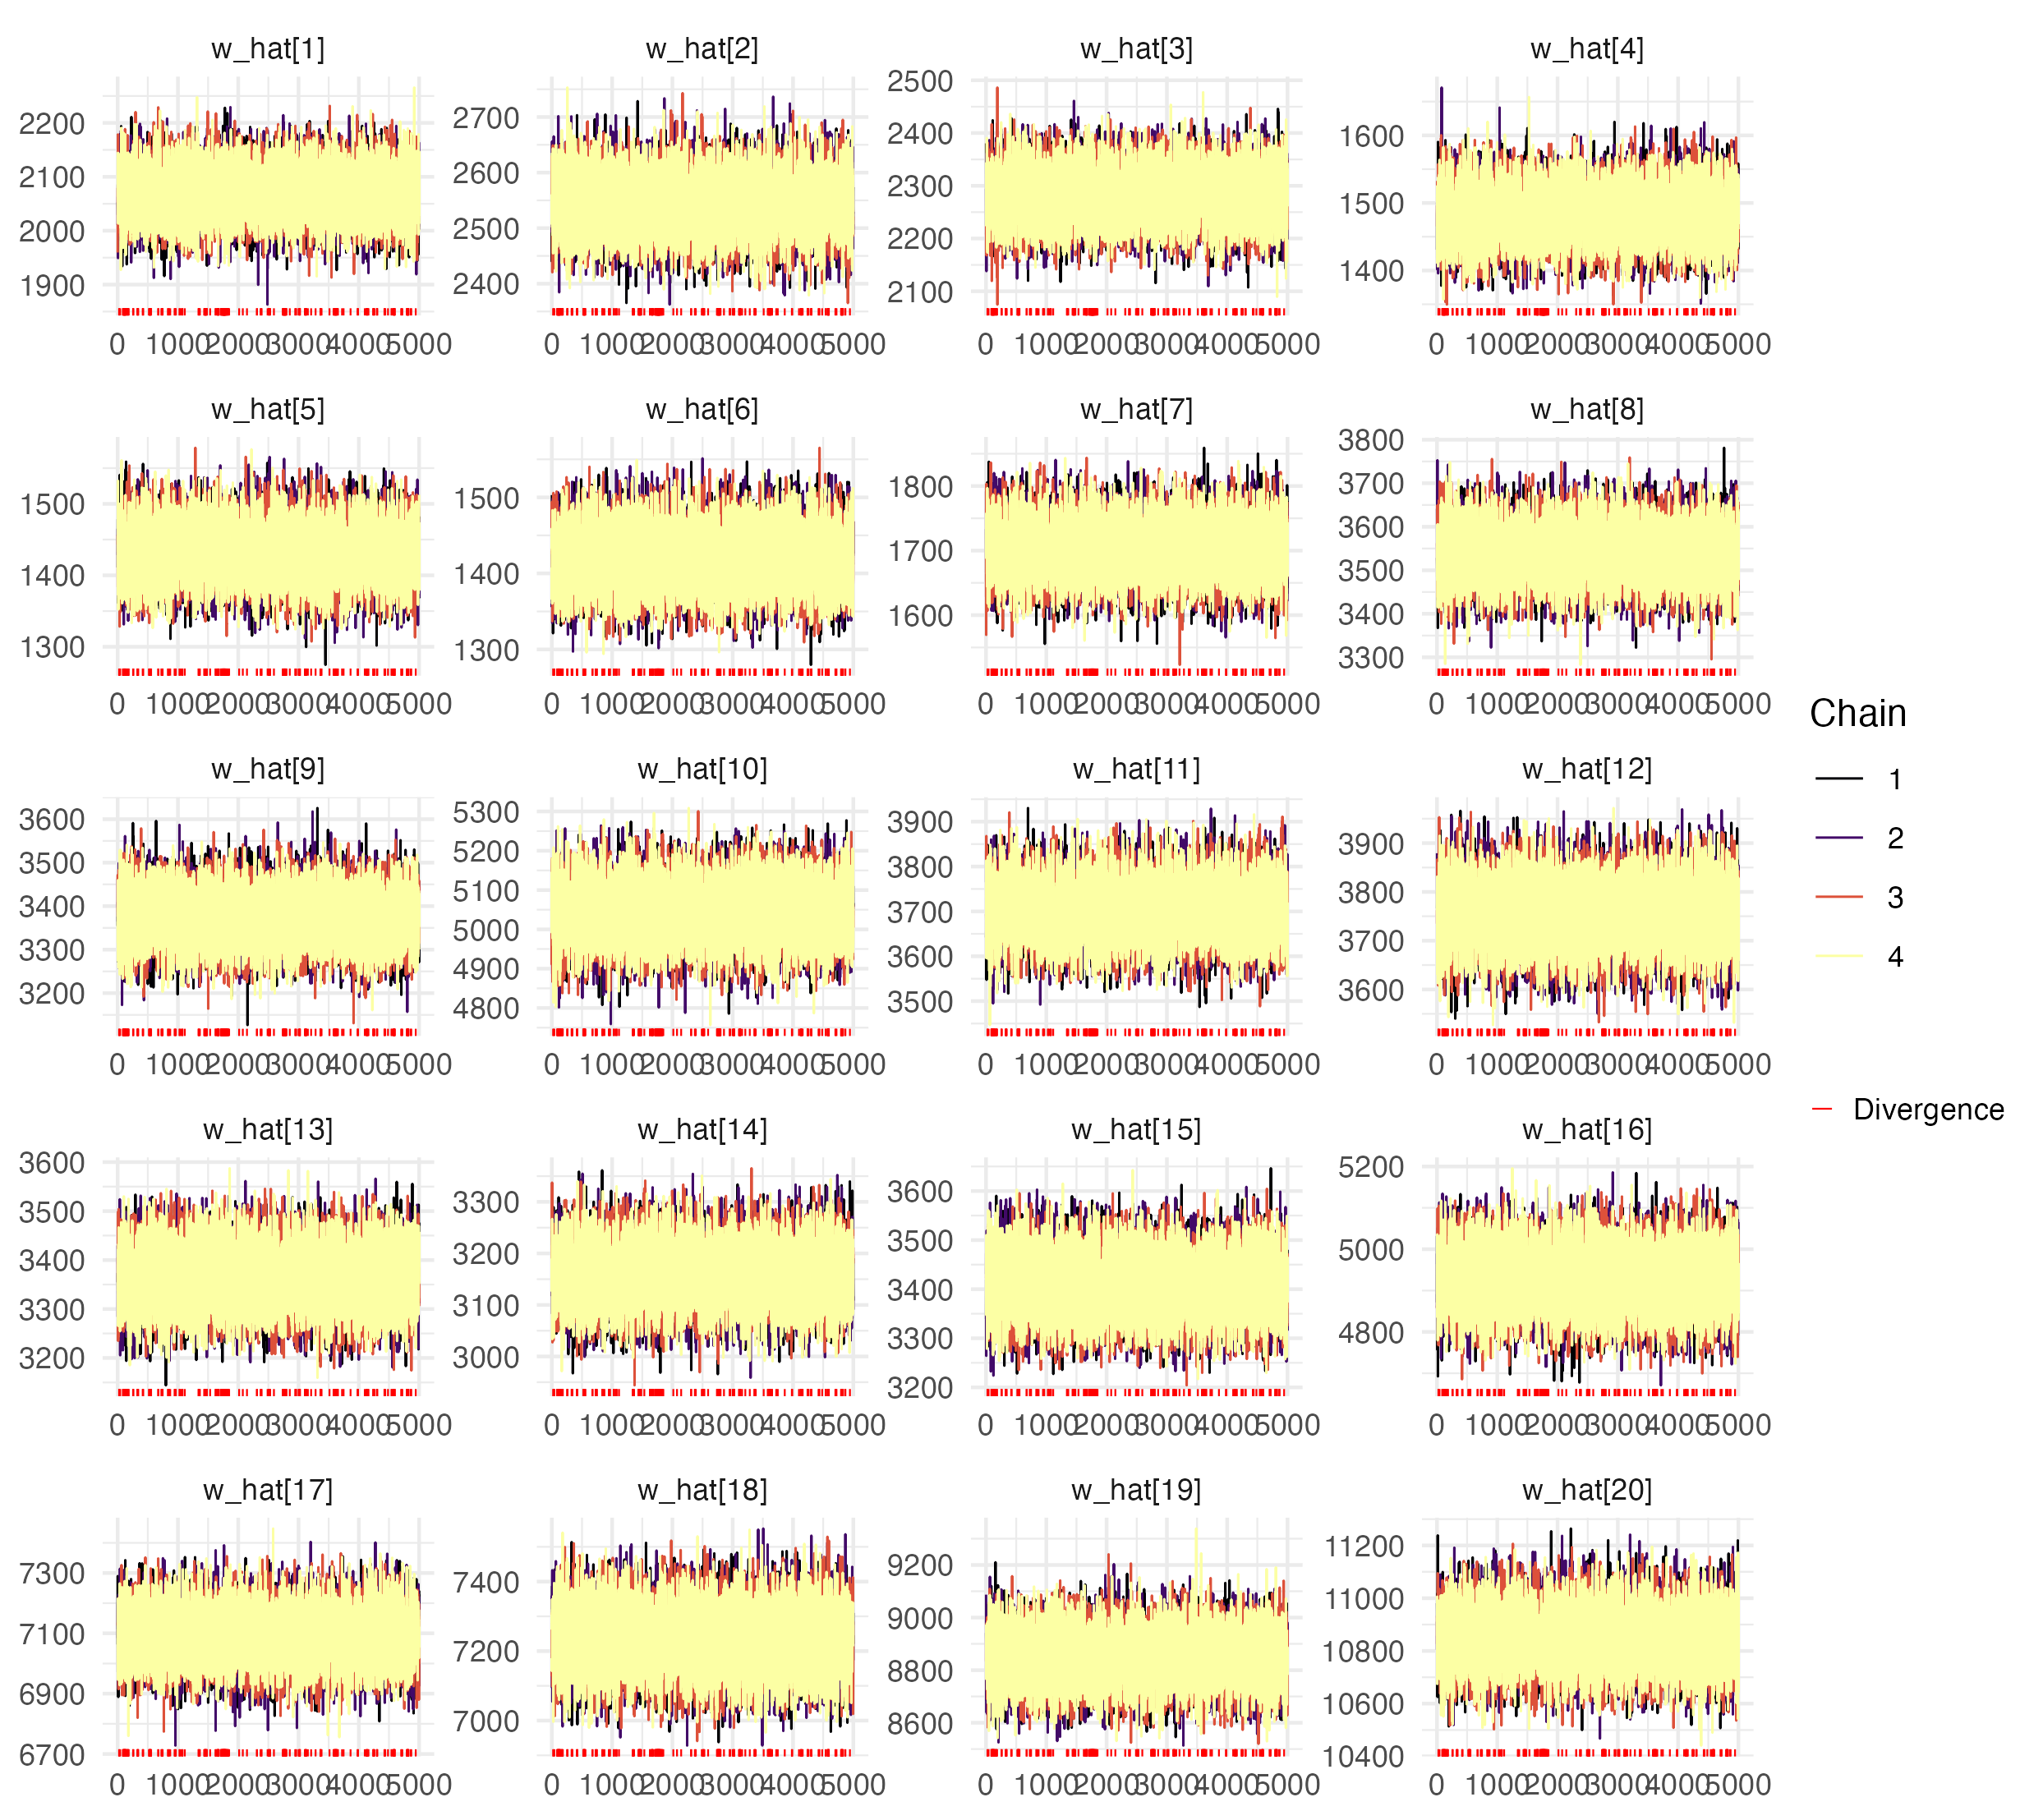 w_hat[1] w_hat[2] w_hat[3] w_hat[4]
2200 2100 2000 1900
2700 2600 2500 2400
2500 2400 2300 2200 2100
1600 1500 1400
0 1000 2000 3000 4000 5000 0 1000 2000 3000 4000 5000 0 1000 2000 3000 4000 5000 0 1000 2000 3000 4000 5000
w_hat[5] w_hat[6] w_hat[7] w_hat[8]
1500 1400 1300
1500 1400 1300
1800 1700 1600
3800 3700 3600 3500 3400 3300
0 1000 2000 3000 4000 5000 0 1000 2000 3000 4000 5000 0 1000 2000 3000 4000 5000 0 1000 2000 3000 4000 5000
w_hat[9] w_hat[10] w_hat[11] w_hat[12]
3600 3500 3400 3300 3200
5300 5200 5100 5000 4900 4800
3900 3800 3700 3600 3500
3900 3800 3700 3600
0 1000 2000 3000 4000 5000 0 1000 2000 3000 4000 5000 0 1000 2000 3000 4000 5000 0 1000 2000 3000 4000 5000
w_hat[13] w_hat[14] w_hat[15] w_hat[16]
3600 3500 3400 3300 3200
3300 3200 3100 3000
3600 3500 3400 3300 3200
5200 5000 4800
0 1000 2000 3000 4000 5000 0 1000 2000 3000 4000 5000 0 1000 2000 3000 4000 5000 0 1000 2000 3000 4000 5000
w_hat[17] w_hat[18] w_hat[19] w_hat[20]
7300 7100 6900 6700
7400 7200 7000
9200 9000 8800 8600
11200 11000 10800 10600 10400
0 1000 2000 3000 4000 5000 0 1000 2000 3000 4000 5000 0 1000 2000 3000 4000 5000 0 1000 2000 3000 4000 5000
Chain
1
2
3
4
Divergence